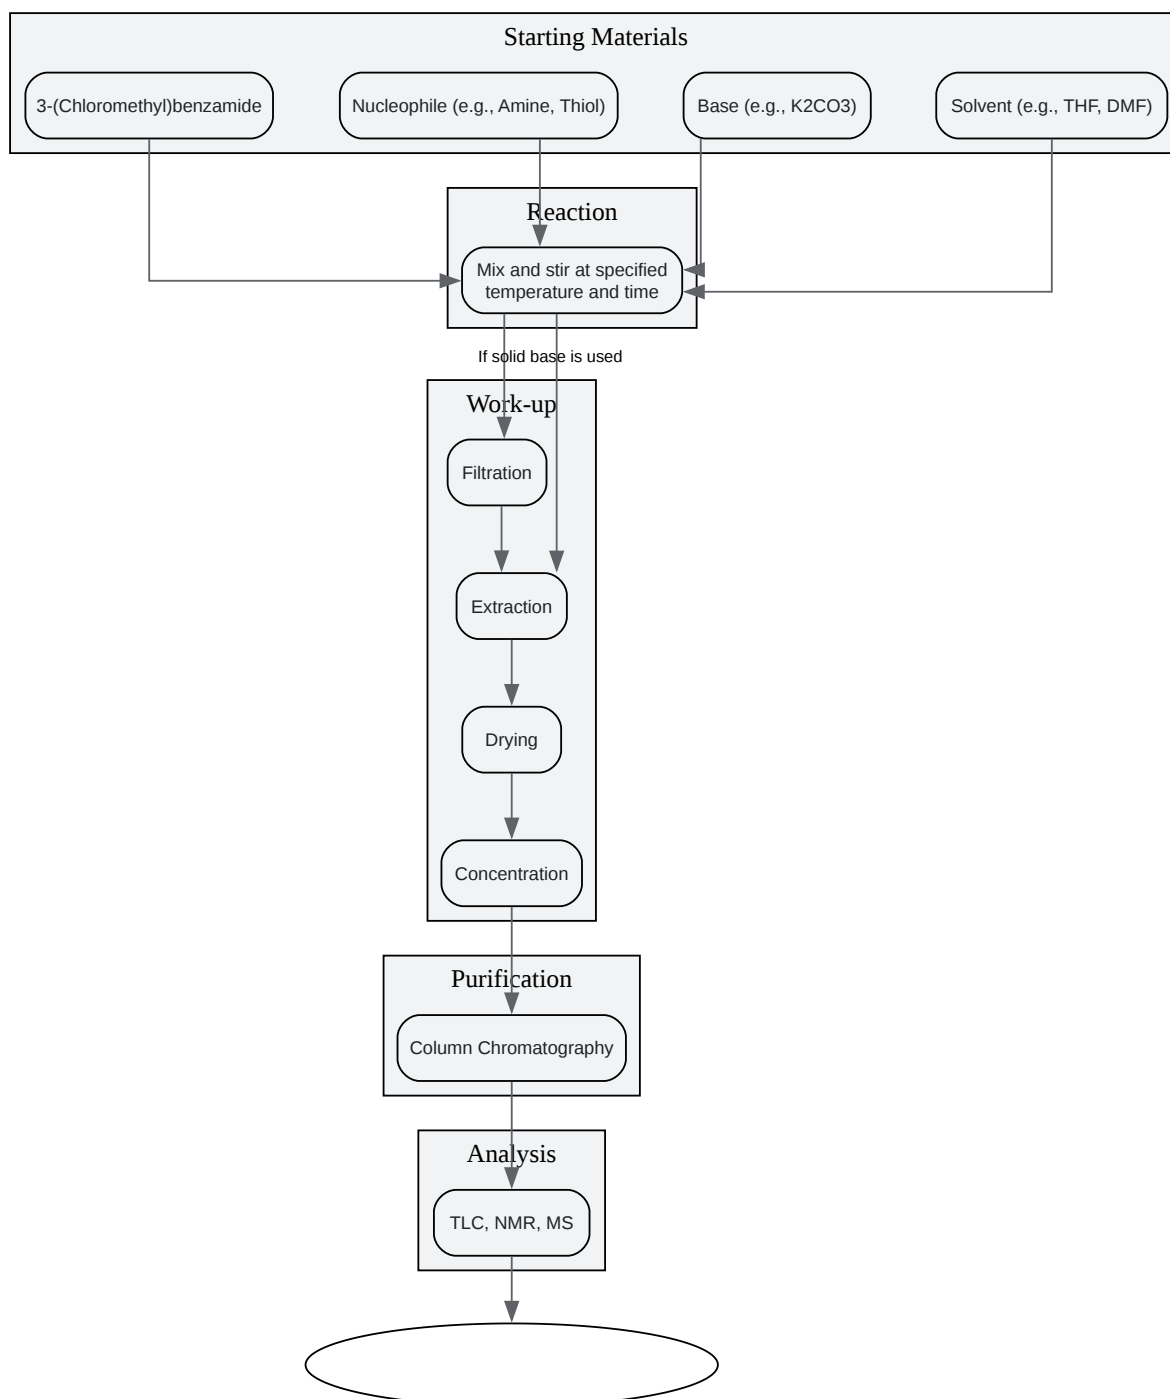 Starting Materials
3-(Chloromethyl)benzamide
Nucleophile (e.g., Amine, Thiol)
Base (e.g., K2CO3)
Solvent (e.g., THF, DMF)
Reaction
Mix and stir at specified
temperature and time
If solid base is used
Work-up
Filtration
Extraction
Drying
Concentration
Purification
Column Chromatography
Analysis
TLC, NMR, MS